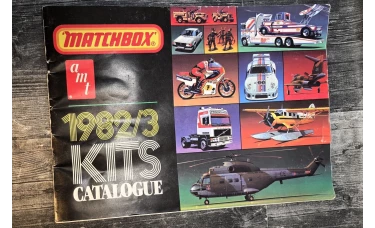 MATCHBOX
amt
1982/3
KITS
CATALOGUE